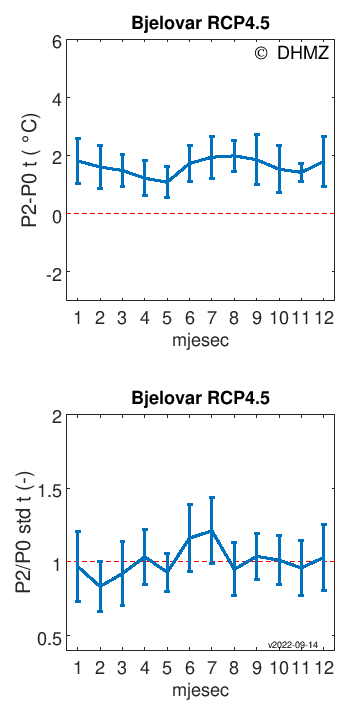 Bjelovar RCP4.5
© DHMZ
P2-P0 t ( °C)
6
4
2
0
-2
1 2 3 4 5 6 7 8 9 10 11 12
mjesec
Bjelovar RCP4.5
P2/P0 std t (-)
2
1.5
1
0.5
v2022-09-14
1 2 3 4 5 6 7 8 9 10 11 12
mjesec